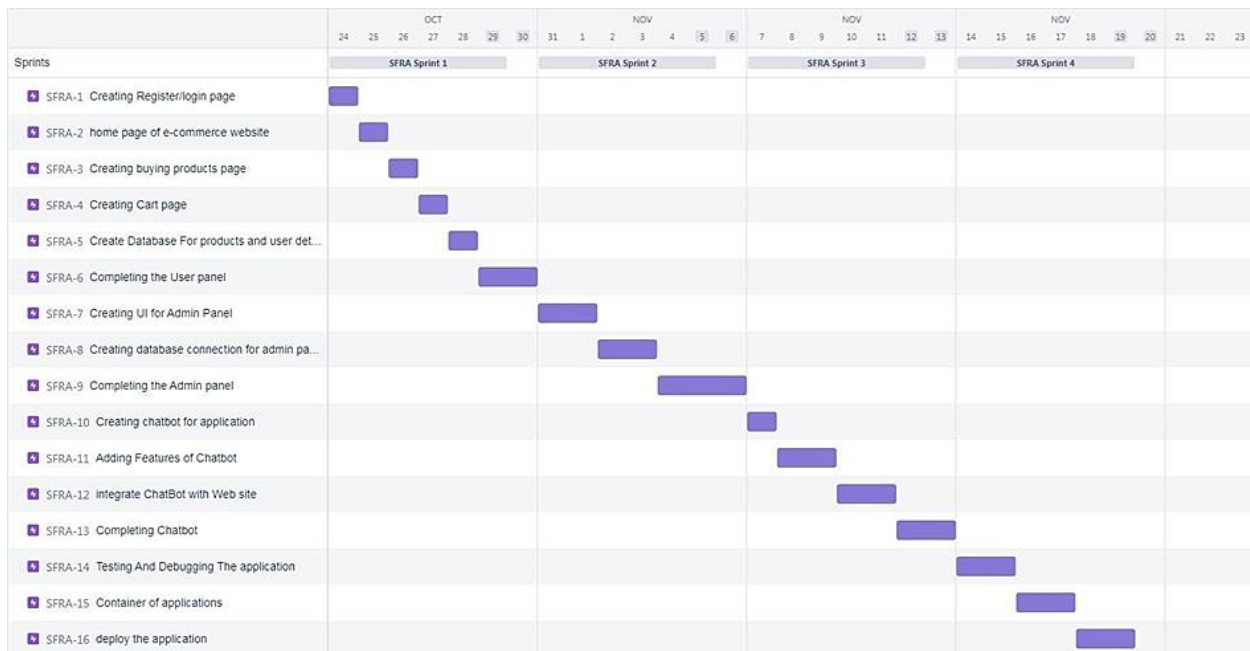 OCT NOV NOV NOV
24 25 26 27 28 29 30 31 1 2 3 4 5 6 7 8 9 10 11 12 13 14 15 16 17 18 19 20 21 22 23
Sprints SFRA Sprint 1 SFRA Sprint 2 SFRA Sprint 3 SFRA Sprint 4
SFRA-1 Creating Register/login page
SFRA-2 home page of e-commerce website
SFRA-3 Creating buying products page
SFRA-4 Creating Cart page
SFRA-5 Create Database For products and user det...
SFRA-6 Completing the User panel
SFRA-7 Creating UI for Admin Panel
SFRA-8 Creating database connection for admin pa...
SFRA-9 Completing the Admin panel
SFRA-10 Creating chatbot for application
SFRA-11 Adding Features of Chatbot
SFRA-12 integrate ChatBot with Web site
SFRA-13 Completing Chatbot
SFRA-14 Testing And Debugging The application
SFRA-15 Container of applications
SFRA-16 deploy the application